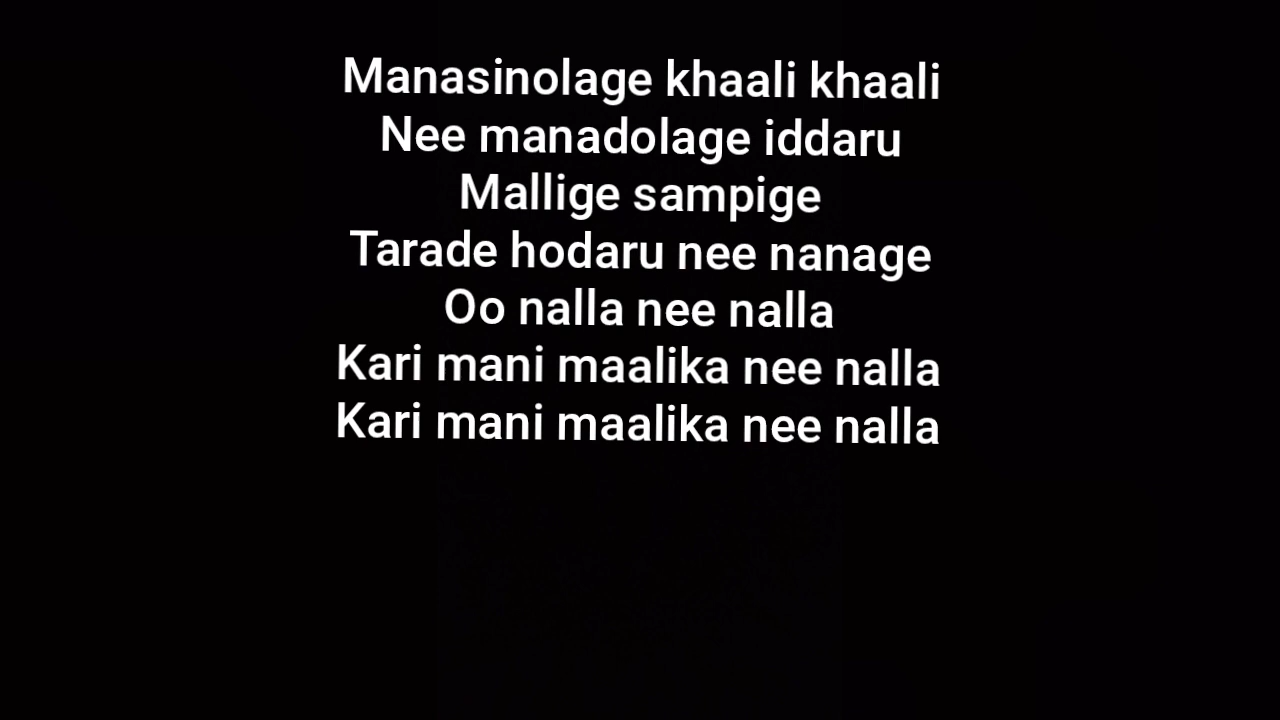 Manasinolage khaali khaali
Nee manadolage iddaru
Mallige sampige
Tarade hodaru nee nanage
Oo nalla nee nalla
Kari mani maalika nee nalla
Kari mani maalika nee nalla